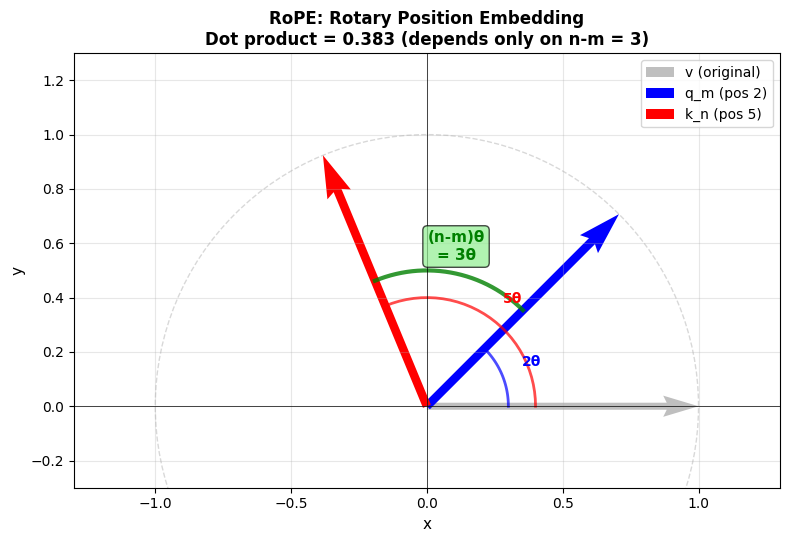 RoPE: Rotary Position Embedding
Dot product = 0.383 (depends only on n-m = 3)
v (original)
q_m (pos 2)
k_n (pos 5)
1.2
1.0
0.8
0.6
0.4
0.2
0.0
−0.2
y
(n-m)θ
= 3θ
5θ
2θ
−1.0
−0.5
0.0
0.5
1.0
x